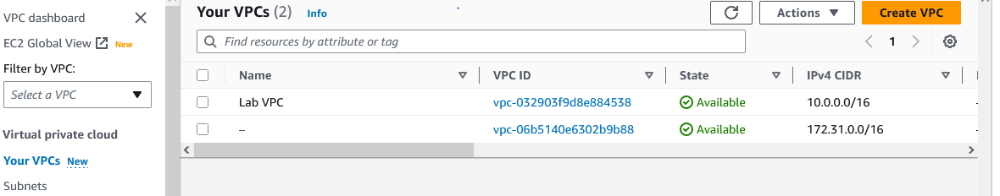 VPC dashboard
EC2 Global View New
Filter by VPC:
Select a VPC
Virtual private cloud
Your VPCs New
Subnets
Your VPCs (2) Info
Actions
Create VPC
Find resources by attribute or tag
1
Name VPC ID State IPv4 CIDR
Lab VPC vpc-032903f9d8e884538 Available 10.0.0.0/16
– vpc-06b5140e6302b9b88 Available 172.31.0.0/16